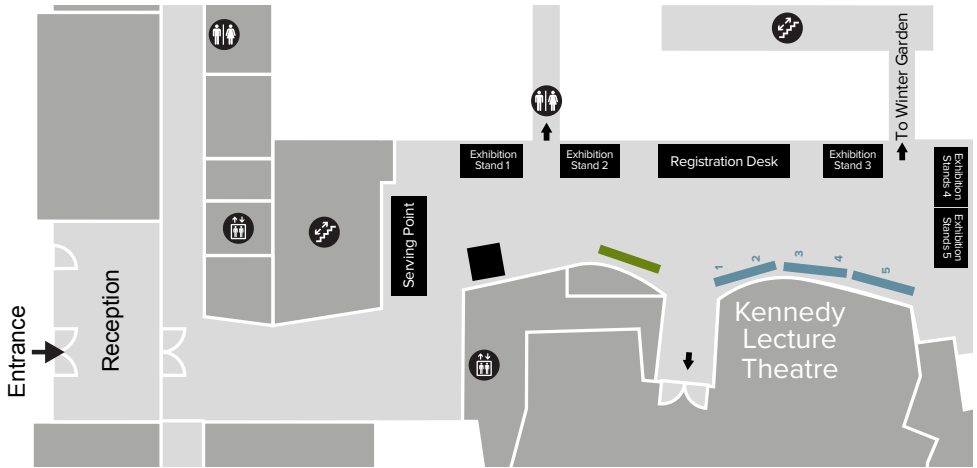 To Winter Garden
Exhibition
Stand 1
Exhibition
Stand 2
Registration Desk
Exhibition
Stand 3
Exhibition
Stands 4
Exhibition
Stands 5
Serving Point
1
2
3
4
5
Kennedy
Lecture
Theatre
Reception
Entrance